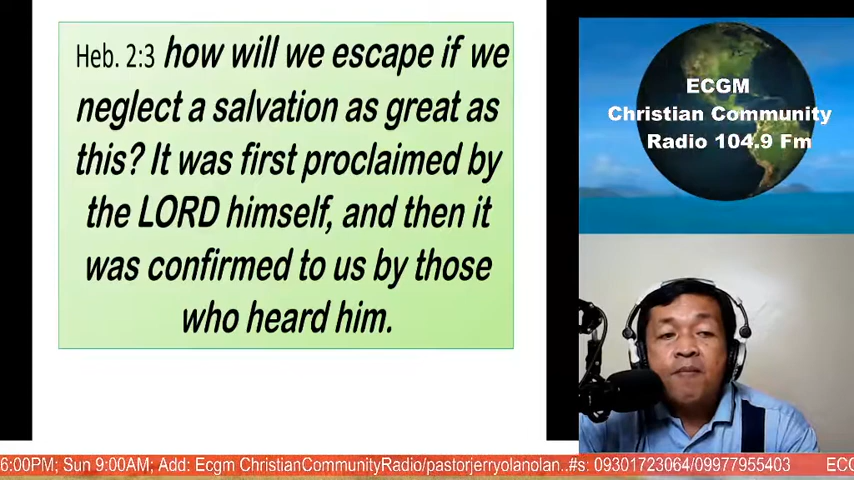 Heb. 2:3 how will we escape if we
neglect a salvation as great as
this? It was first proclaimed by
the LORD himself, and then it
was confirmed to us by those
who heard him.
ECGM
Christian Community
Radio 104.9 Fm
6:00PM; Sun 9:00AM; Add: Ecgm ChristianCommunityRadio/pastorjerryolanolan..#s: 09301723064/09977955403 ECG